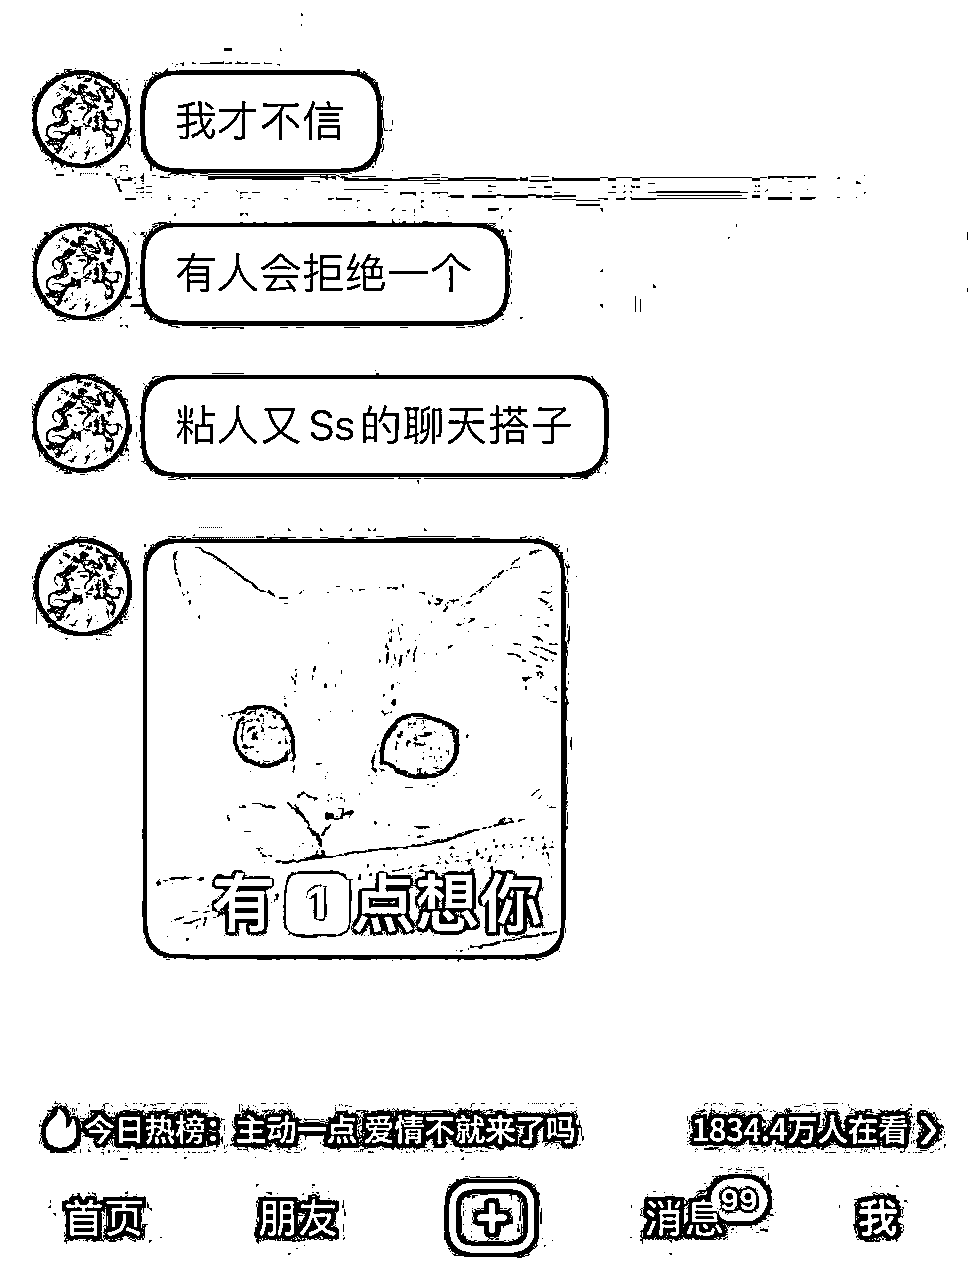 我才不信
有人会拒绝一个
粘人又Ss的聊天搭子
有1点想你
今日热榜：主动一点 爱情不就来了吗
1834.4万人在看
首页 朋友 消息 99 我